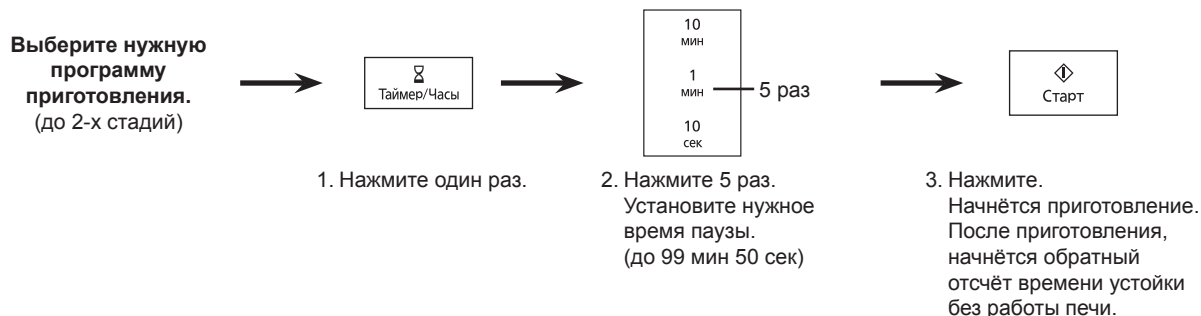 Выберите нужную
программу
приготовления.
(до 2-х стадий)
Таймер/Часы
1. Нажмите один раз.
10
мин
1
мин
5 раз
10
сек
2. Нажмите 5 раз.
Установите нужное
время паузы.
(до 99 мин 50 сек)
Старт
3. Нажмите.
Начнётся приготовление.
После приготовления,
начнётся обратный
отсчёт времени устойки
без работы печи.